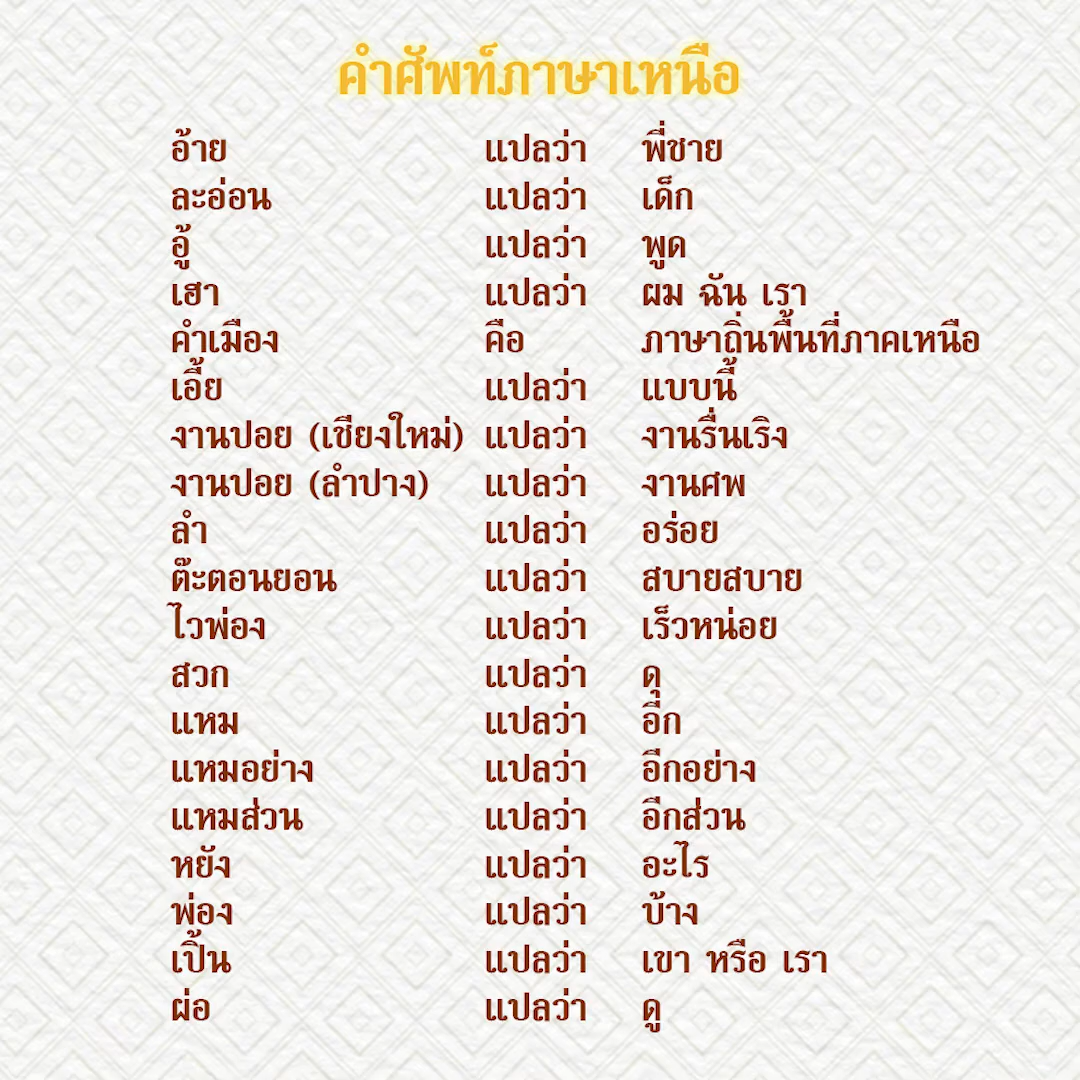 คำศัพท์ภาษาเหนือ
อ้าย แปลว่า พี่ชาย
ละอ่อน แปลว่า เด็ก
อู้ แปลว่า พูด
เฮา แปลว่า ผม ฉัน เรา
คำเมือง คือ ภาษาถิ่นพื้นที่ภาคเหนือ
เอี้ย แปลว่า แบบนี้
งานปอย (เชียงใหม่) แปลว่า งานรื่นเริง
งานปอย (ลำปาง) แปลว่า งานศพ
ลำ แปลว่า อร่อย
ต๊ะตอนยอน แปลว่า สบายสบาย
ไวพ่อง แปลว่า เร็วหน่อย
สวก แปลว่า ดุ
แหม แปลว่า อีก
แหมอย่าง แปลว่า อีกอย่าง
แหมส่วน แปลว่า อีกส่วน
หยัง แปลว่า อะไร
พ่อง แปลว่า บ้าง
เปิ้น แปลว่า เขา หรือ เรา
ผ่อ แปลว่า ดู